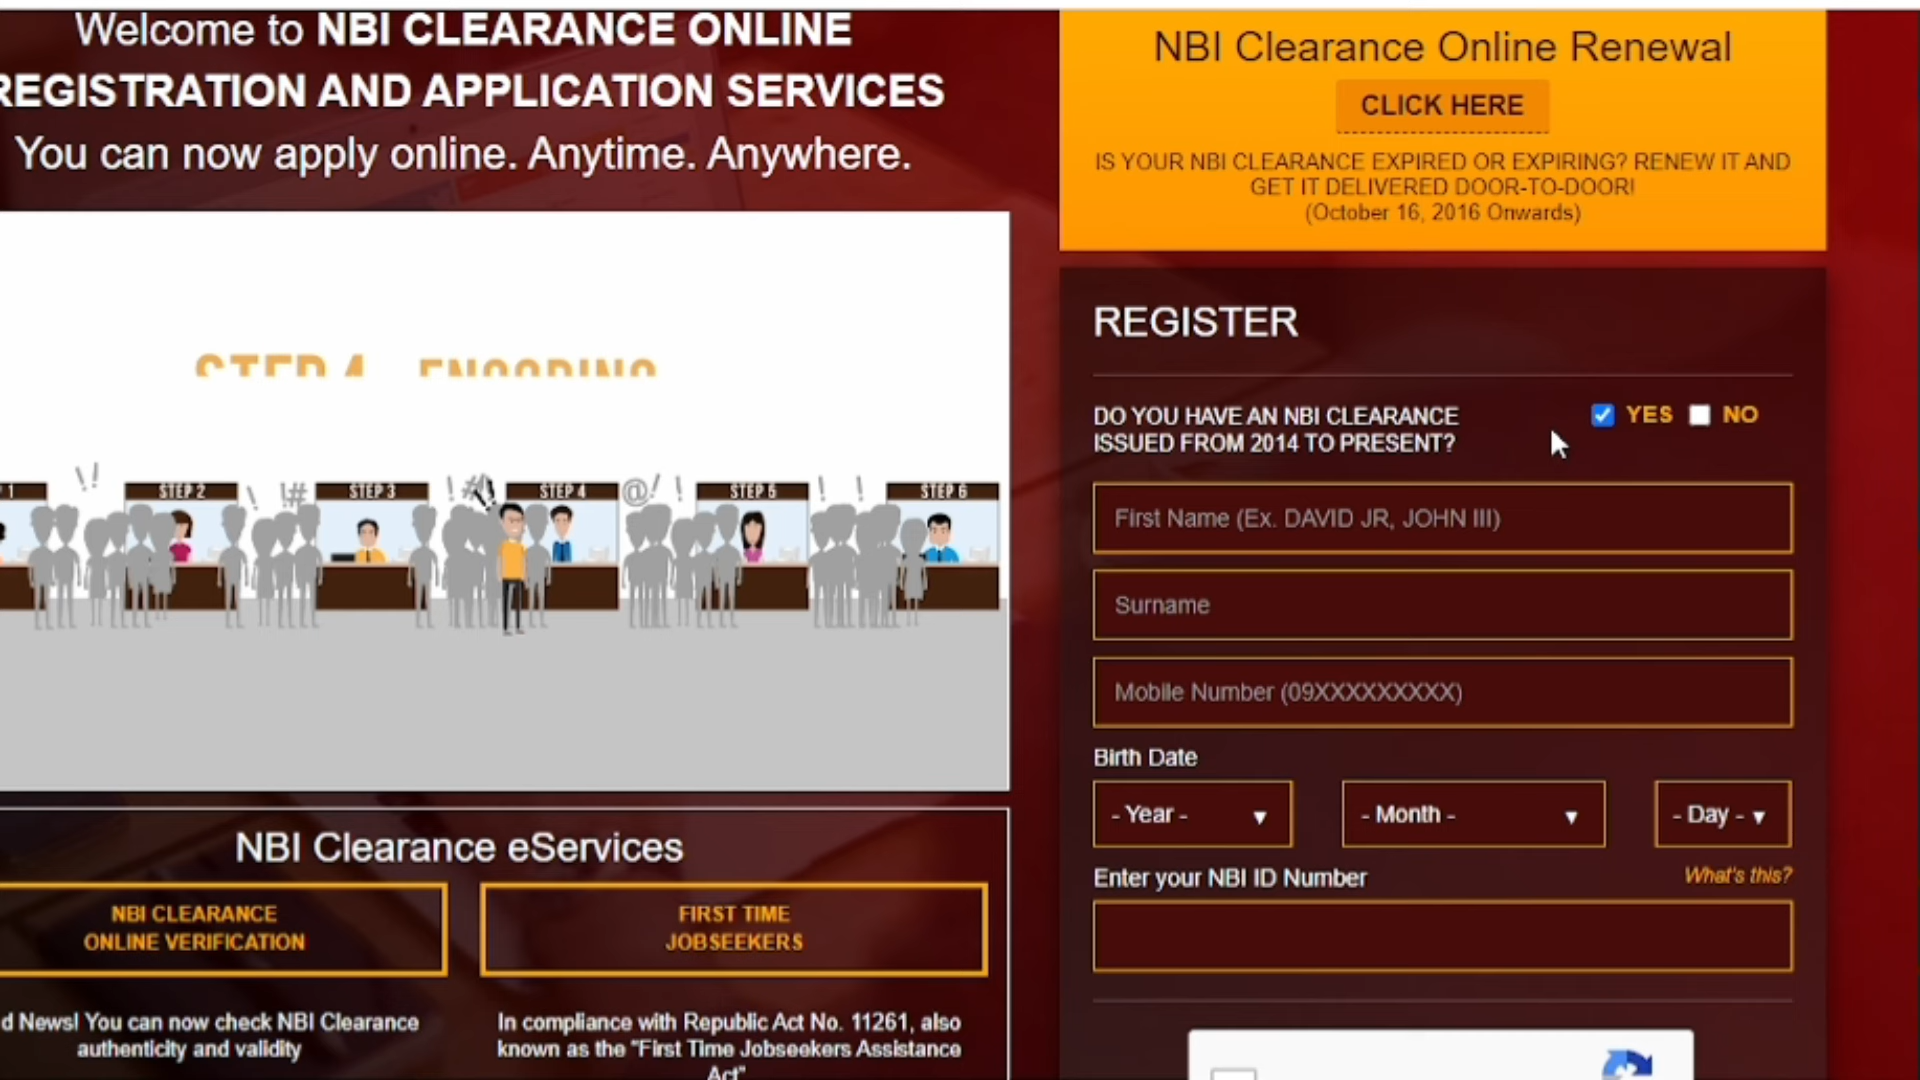 Welcome to NBI CLEARANCE ONLINE
REGISTRATION AND APPLICATION SERVICES
You can now apply online. Anytime. Anywhere.
1
STEP 2
STEP 3
STEP 4
STEP 5
STEP 6
NBI Clearance eServices
NBI CLEARANCE
ONLINE VERIFICATION
d News! You can now check NBI Clearance
authenticity and validity
FIRST TIME
JOBSEEKERS
In compliance with Republic Act No. 11261, also
known as the "First Time Jobseekers Assistance
Act"
NBI Clearance Online Renewal
CLICK HERE
IS YOUR NBI CLEARANCE EXPIRED OR EXPIRING? RENEW IT AND
GET IT DELIVERED DOOR-TO-DOOR!
(October 16, 2016 Onwards)
REGISTER
DO YOU HAVE AN NBI CLEARANCE
ISSUED FROM 2014 TO PRESENT?
YES NO
First Name (Ex. DAVID JR, JOHN III)
Surname
Mobile Number (09XXXXXXXXX)
Birth Date
- Year -
- Month -
- Day -
Enter your NBI ID Number
What's this?